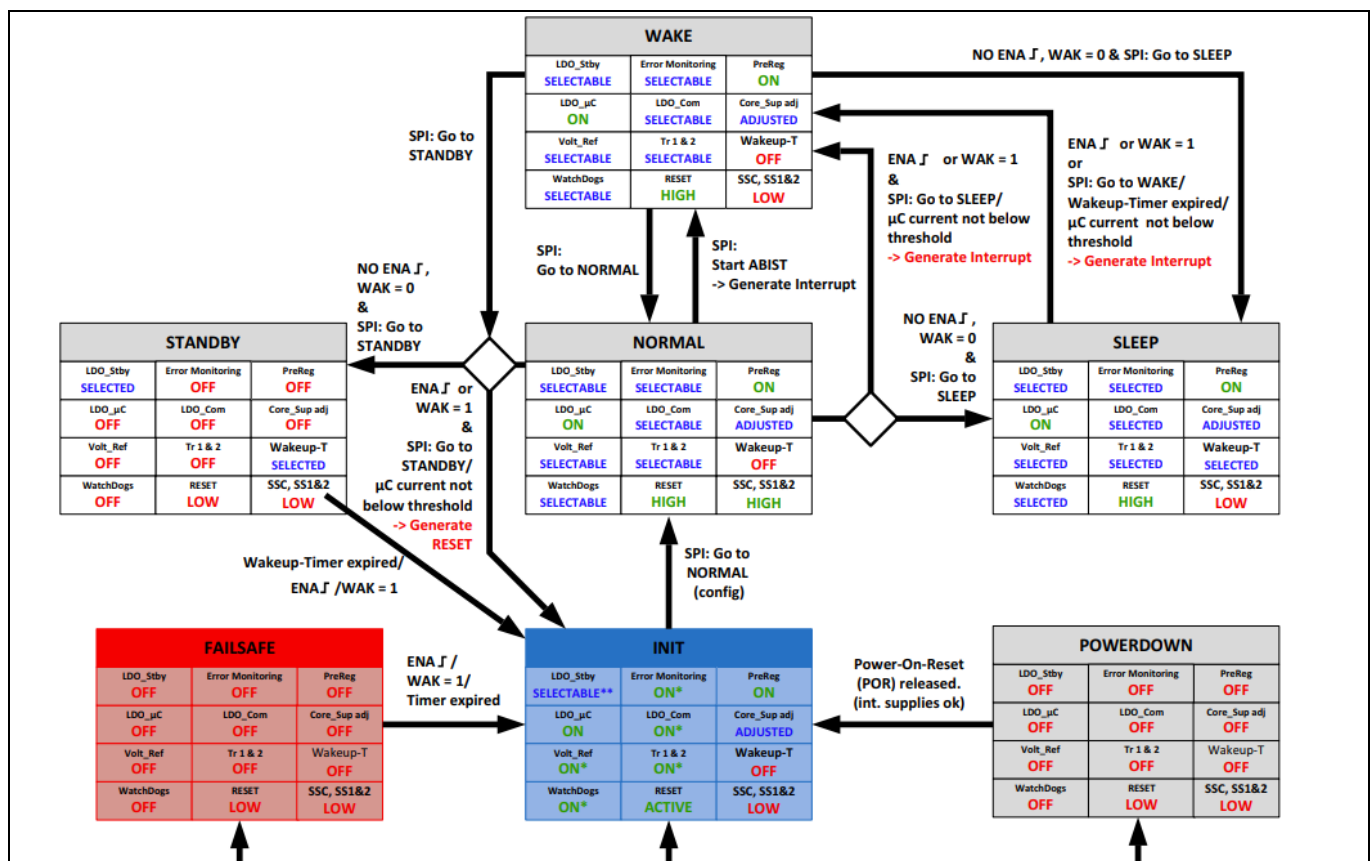 WAKE
LDO_Stby Error Monitoring PreReg
SELECTABLE SELECTABLE ON
LDO_µC LDO_Com Core_Sup adj
ON SELECTABLE ADJUSTED
Volt_Ref Tr 1 & 2 Wakeup-T
SELECTABLE SELECTABLE OFF
WatchDogs RESET SSC, SS1&2
SELECTABLE HIGH LOW
NO ENA ⎍, WAK = 0 & SPI: Go to SLEEP
SPI: Go to
STANDBY
ENA ⎍ or WAK = 1
&
SPI: Go to SLEEP/
µC current not below
threshold
-> Generate Interrupt
ENA ⎍ or WAK = 1
or
SPI: Go to WAKE/
Wakeup-Timer expired/
µC current not below
threshold
-> Generate Interrupt
SPI:
Go to NORMAL
SPI:
Start ABIST
-> Generate Interrupt
NO ENA ⎍,
WAK = 0
&
SPI: Go to
STANDBY
NO ENA ⎍,
WAK = 0
&
SPI: Go to
SLEEP
STANDBY
LDO_Stby Error Monitoring PreReg
SELECTED OFF OFF
LDO_µC LDO_Com Core_Sup adj
OFF OFF OFF
Volt_Ref Tr 1 & 2 Wakeup-T
OFF OFF SELECTED
WatchDogs RESET SSC, SS1&2
OFF LOW LOW
ENA ⎍ or
WAK = 1
&
SPI: Go to
STANDBY/
µC current not
below threshold
-> Generate
RESET
NORMAL
LDO_Stby Error Monitoring PreReg
SELECTABLE SELECTABLE ON
LDO_µC LDO_Com Core_Sup adj
ON SELECTABLE ADJUSTED
Volt_Ref Tr 1 & 2 Wakeup-T
SELECTABLE SELECTABLE OFF
WatchDogs RESET SSC, SS1&2
SELECTABLE HIGH HIGH
SLEEP
LDO_Stby Error Monitoring PreReg
SELECTED SELECTED ON
LDO_µC LDO_Com Core_Sup adj
ON SELECTED ADJUSTED
Volt_Ref Tr 1 & 2 Wakeup-T
SELECTED SELECTED SELECTED
WatchDogs RESET SSC, SS1&2
SELECTED HIGH LOW
Wakeup-Timer expired/
ENA⎍ /WAK = 1
SPI: Go to
NORMAL
(config)
FAILSAFE
LDO_Stby Error Monitoring PreReg
OFF OFF OFF
LDO_µC LDO_Com Core_Sup adj
OFF OFF OFF
Volt_Ref Tr 1 & 2 Wakeup-T
OFF OFF OFF
WatchDogs RESET SSC, SS1&2
OFF LOW LOW
ENA ⎍ /
WAK = 1/
Timer expired
INIT
LDO_Stby Error Monitoring PreReg
SELECTABLE** ON* ON
LDO_µC LDO_Com Core_Sup adj
ON ON* ADJUSTED
Volt_Ref Tr 1 & 2 Wakeup-T
ON* ON* OFF
WatchDogs RESET SSC, SS1&2
ON* ACTIVE LOW
Power-On-Reset
(POR) released.
(int. supplies ok)
POWERDOWN
LDO_Stby Error Monitoring PreReg
OFF OFF OFF
LDO_µC LDO_Com Core_Sup adj
OFF OFF OFF
Volt_Ref Tr 1 & 2 Wakeup-T
OFF OFF OFF
WatchDogs RESET SSC, SS1&2
OFF LOW LOW